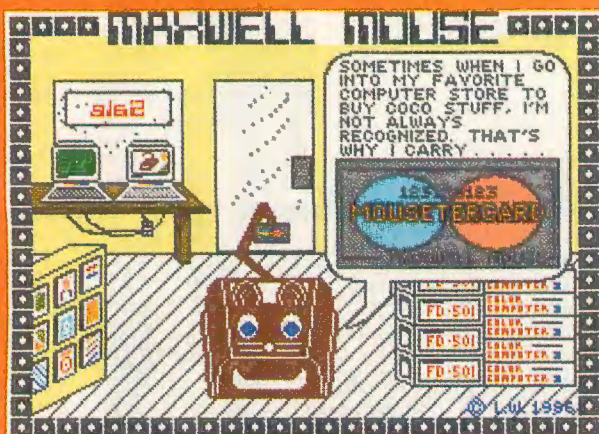 MAXWELL MOUSE
SOMETIMES WHEN I GO
INTO MY FAVORITE
COMPUTER STORE TO
BUY COCO STUFF, I'M
NOT ALWAYS
RECOGNIZED. THAT'S
WHY I CARRY......
MOUSETERCARD
Sale
FD-501
COLOR
COMPUTER 3
FD-501
COLOR
COMPUTER 3
FD-501
COLOR
COMPUTER 3
© L.W. 1986